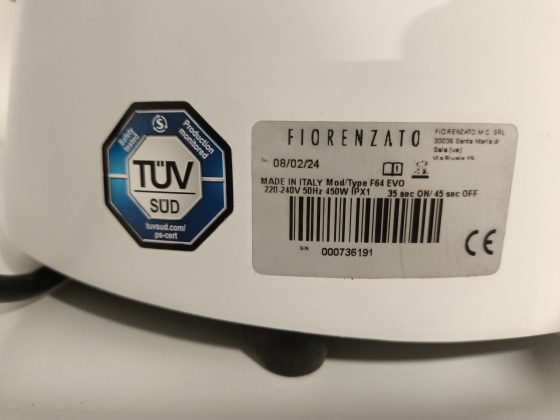 Safety tested
Production monitored
TÜV
SÜD
tuvsud.com/
ps-cert
FIORENZATO
FIORENZATO M.C. SRL
30036 Santa Maria di
Sala (ve)
08/02/24
MADE IN ITALY Mod/Type F64 EVO
220-240V 50Hz 450W IPX1 35 sec ON/ 45 sec OFF
S/N 000736191
CE